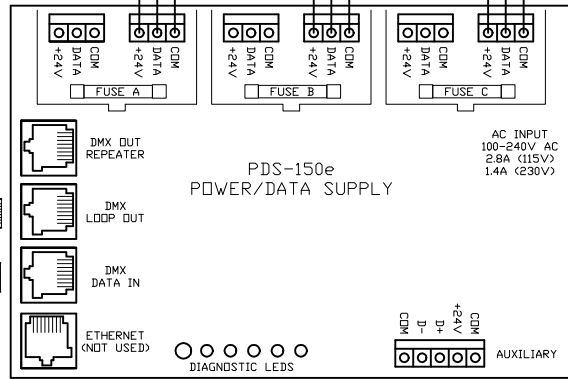 +24V DATA COM +24V DATA COM +24V DATA COM +24V DATA COM +24V DATA COM +24V DATA COM
FUSE A FUSE B FUSE C
DMX OUT
REPEATER
AC INPUT
100-240V AC
2.8A (115V)
1.4A (230V)
PDS-150e
POWER/DATA SUPPLY
DMX
LOOP OUT
DMX
DATA IN
ETHERNET
(NOT USED)
DIAGNOSTIC LEDS
COM D- D+ +24V COM
AUXILIARY